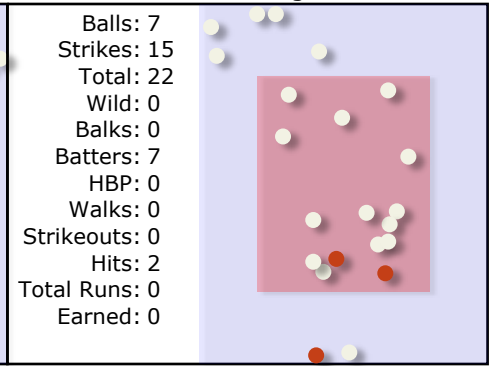 Balls: 7
Strikes: 15
Total: 22
Wild: 0
Balks: 0
Batters: 7
HBP: 0
Walks: 0
Strikeouts: 0
Hits: 2
Total Runs: 0
Earned: 0